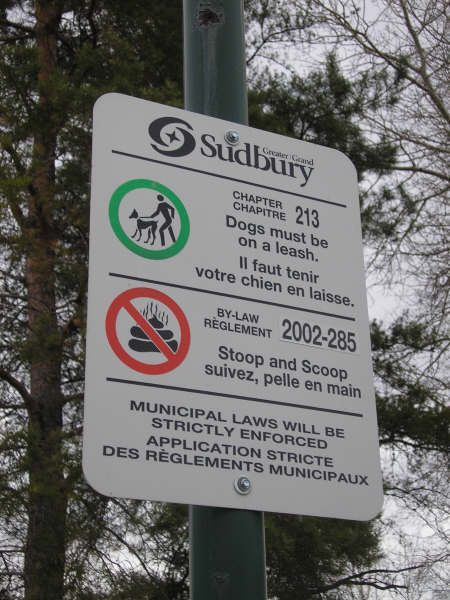 Greater | Grand
Sudbury
CHAPTER
CHAPITRE 213
Dogs must be
on a leash.
Il faut tenir
votre chien en laisse.
BY-LAW
RÈGLEMENT 2002-285
Stoop and Scoop
suivez, pelle en main
MUNICIPAL LAWS WILL BE
STRICTLY ENFORCED
APPLICATION STRICTE
DES RÈGLEMENTS MUNICIPAUX